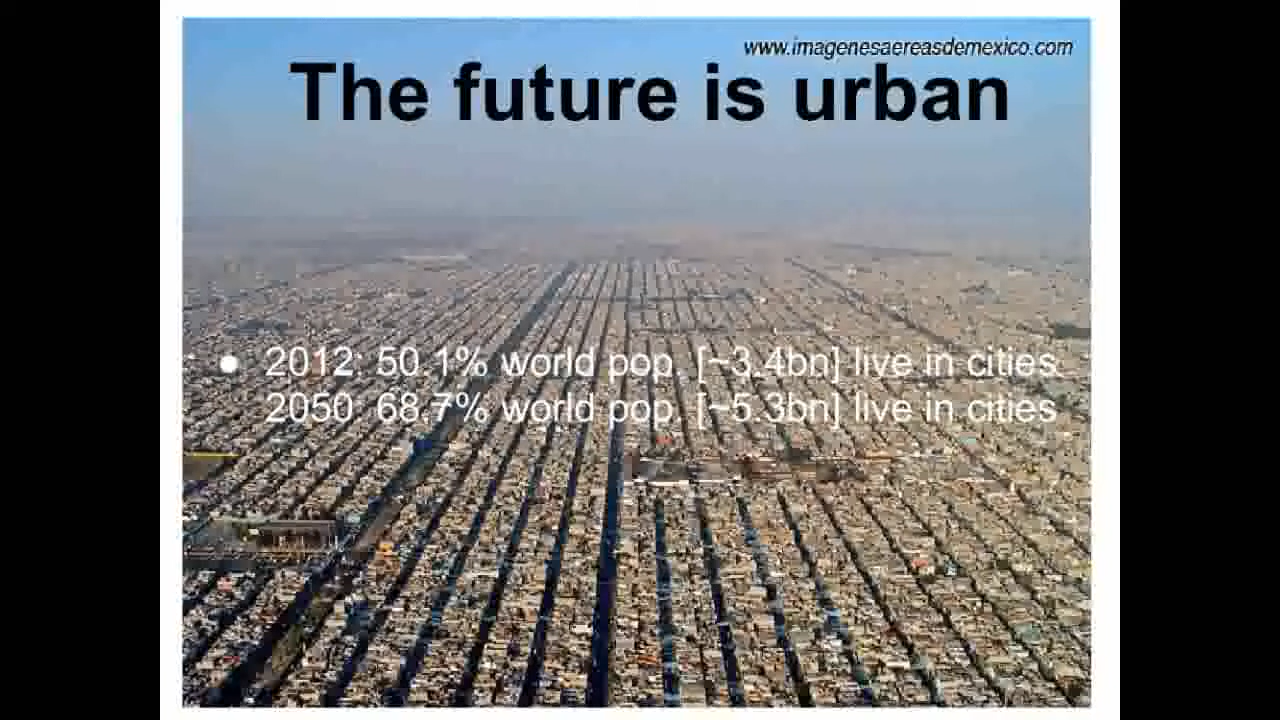 www.imagenesaereasdemexico.com
The future is urban
• 2012: 50.1% world pop. [~3.4bn] live in cities.
2050 68.7% world pop. [~5.3bn] live in cities